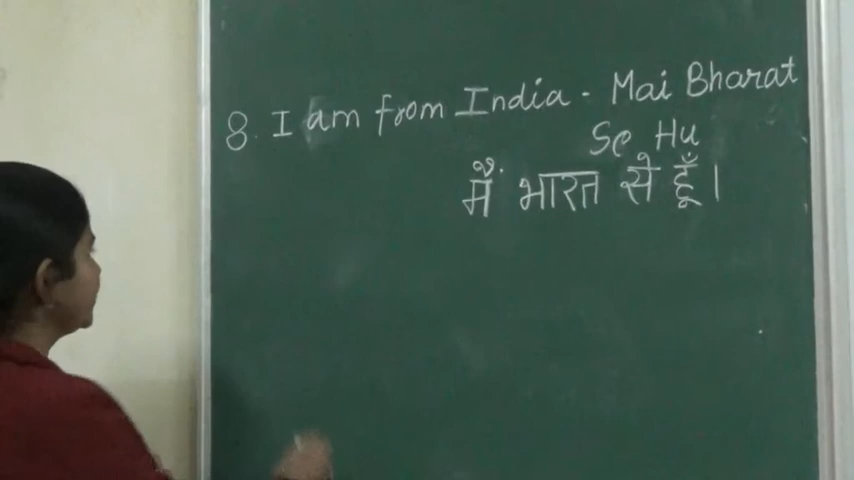 8. I am from India - Mai Bharat
Se Hu
मैं भारत से हूँ।